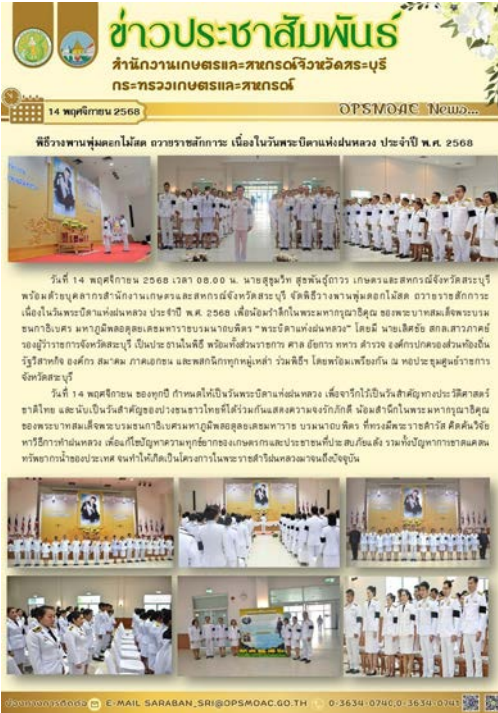 ข่าวประชาสัมพันธ์
สำนักงานเกษตรและสหกรณ์จังหวัดสระบุรี
กระทรวงเกษตรและสหกรณ์
14 พฤศจิกายน 2568
OPSMOAC News...
พิธีวางพานพุ่มดอกไม้สด ถวายราชสักการะ เนื่องในวันพระบิดาแห่งฝนหลวง ประจำปี พ.ศ. 2568
วันที่ 14 พฤศจิกายน 2568 เวลา 08.00 น. นายสุขุมวิท สุขพันธุ์ถาวร เกษตรและสหกรณ์จังหวัดสระบุรี
พร้อมด้วยบุคลากรสำนักงานเกษตรและสหกรณ์จังหวัดสระบุรี จัดพิธีวางพานพุ่มดอกไม้สด ถวายราชสักการะ
เนื่องในวันพระบิดาแห่งฝนหลวง ประจำปี พ.ศ. 2568 เพื่อน้อมรำลึกในพระมหากรุณาธิคุณ ของพระบาทสมเด็จพระบรม
ชนกาธิเบศร มหาภูมิพลอดุลยเดชมหาราชบรมนาถบพิตร "พระบิดาแห่งฝนหลวง" โดยมี นายเลิศชัย สกลเสาวภาคย์
รองผู้ว่าราชการจังหวัดสระบุรี เป็นประธานในพิธี พร้อมทั้งส่วนราชการ ศาล อัยการ ทหาร ตำรวจ องค์กรปกครองส่วนท้องถิ่น
รัฐวิสาหกิจ องค์กร สมาคม ภาคเอกชน และพสกนิกรทุกหมู่เหล่า ร่วมพิธีฯ โดยพร้อมเพรียงกัน ณ หอประชุมศูนย์ราชการ
จังหวัดสระบุรี
วันที่ 14 พฤศจิกายน ของทุกปี กำหนดให้เป็นวันพระบิดาแห่งฝนหลวง เพื่อจารึกไว้เป็นวันสำคัญทางประวัติศาสตร์
ชาติไทย และนับเป็นวันสำคัญของปวงชนชาวไทยที่ได้ร่วมกันแสดงความจงรักภักดี น้อมสำนึกในพระมหากรุณาธิคุณ
ของพระบาทสมเด็จพระบรมชนกาธิเบศรมหาภูมิพลอดุลยเดชมหาราช บรมนาถบพิตร ที่ทรงมีพระราชดำริ คิดค้นวิจัย
หาวิธีการทำฝนหลวง เพื่อแก้ไขปัญหาความทุกข์ยากของเกษตรกรและประชาชนที่ประสบภัยแล้ง รวมทั้งปัญหาการขาดแคลน
ทรัพยากรน้ำของประเทศ จนทำให้เกิดเป็นโครงการในพระราชดำริฝนหลวงมาจนถึงปัจจุบัน
ช่องทางการติดต่อ E-MAIL SARABAN_SRI@OPSMOAC.GO.TH 0-3634-0740,0-3634-0741